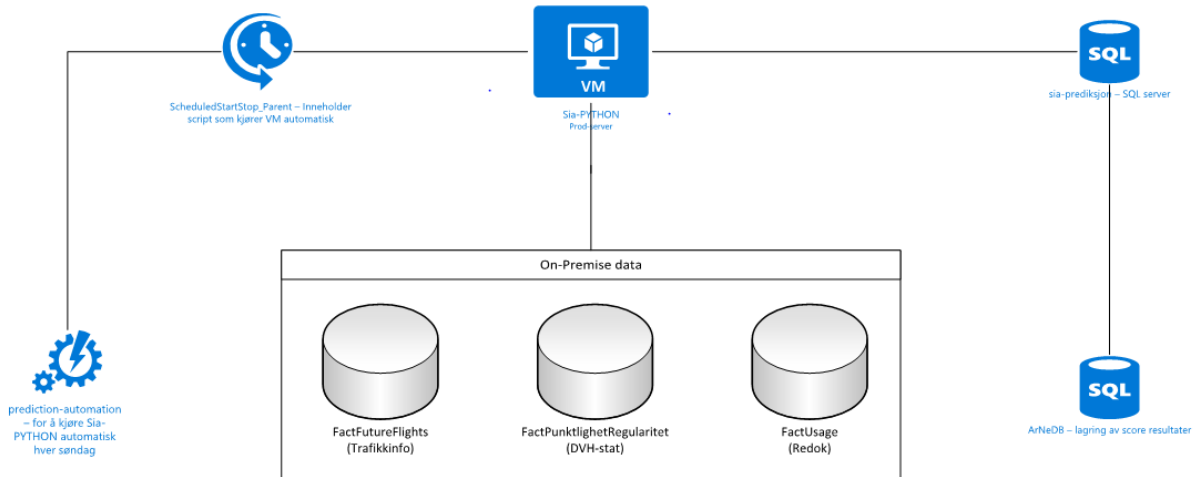 SQL
VM
ScheduledStartStop_Parent – Inneholder
script som kjører VM automatisk
Sia-PYTHON
Prod-server
sia-prediksjon – SQL server
On-Premise data
prediction-automation
– for å kjøre Sia-
PYTHON automatisk
hver søndag
FactFutureFlights
(Trafikkinfo)
FactPunktlighetRegularitet
(DVH-stat)
FactUsage
(Redok)
SQL
ArNeDB – lagring av score resultater